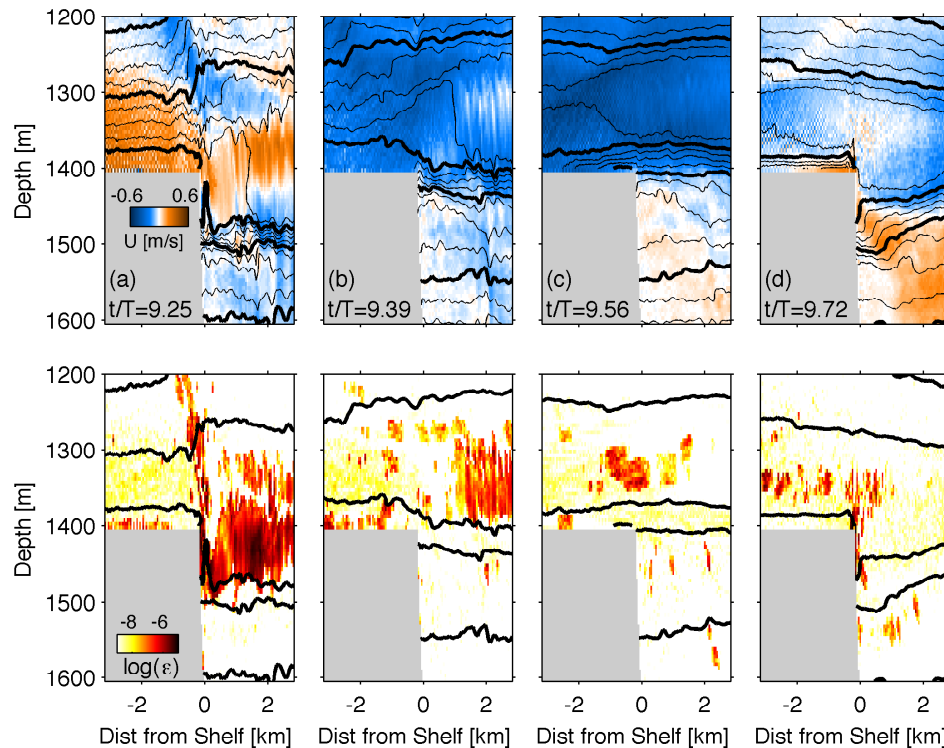 1200
1300
1400
1500
1600
Depth [m]
-0.6 0.6
U [m/s]
(a)
t/T=9.25
(b)
t/T=9.39
(c)
t/T=9.56
(d)
t/T=9.72
1200
1300
1400
1500
1600
Depth [m]
-8 -6
log(ε)
-2 0 2
-2 0 2
-2 0 2
-2 0 2
Dist from Shelf [km]
Dist from Shelf [km]
Dist from Shelf [km]
Dist from Shelf [km]